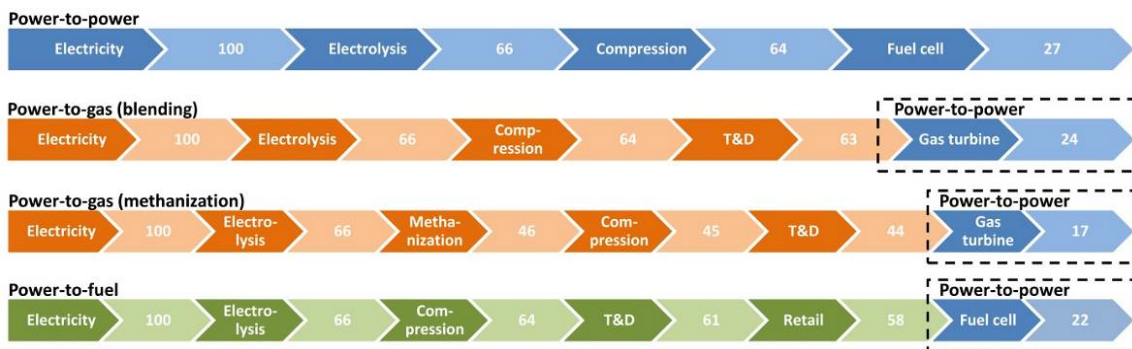 Power-to-power
Electricity 100 Electrolysis 66 Compression 64 Fuel cell 27
Power-to-gas (blending) Power-to-power
Electricity 100 Electrolysis 66 Comp-
ression 64 T&D 63 Gas turbine 24
Power-to-gas (methanization) Power-to-power
Electricity 100 Electro-
lysis 66 Metha-
nization 46 Com-
pression 45 T&D 44 Gas
turbine 17
Power-to-fuel Power-to-power
Electricity 100 Electro-
lysis 66 Com-
pression 64 T&D 61 Retail 58 Fuel cell 22